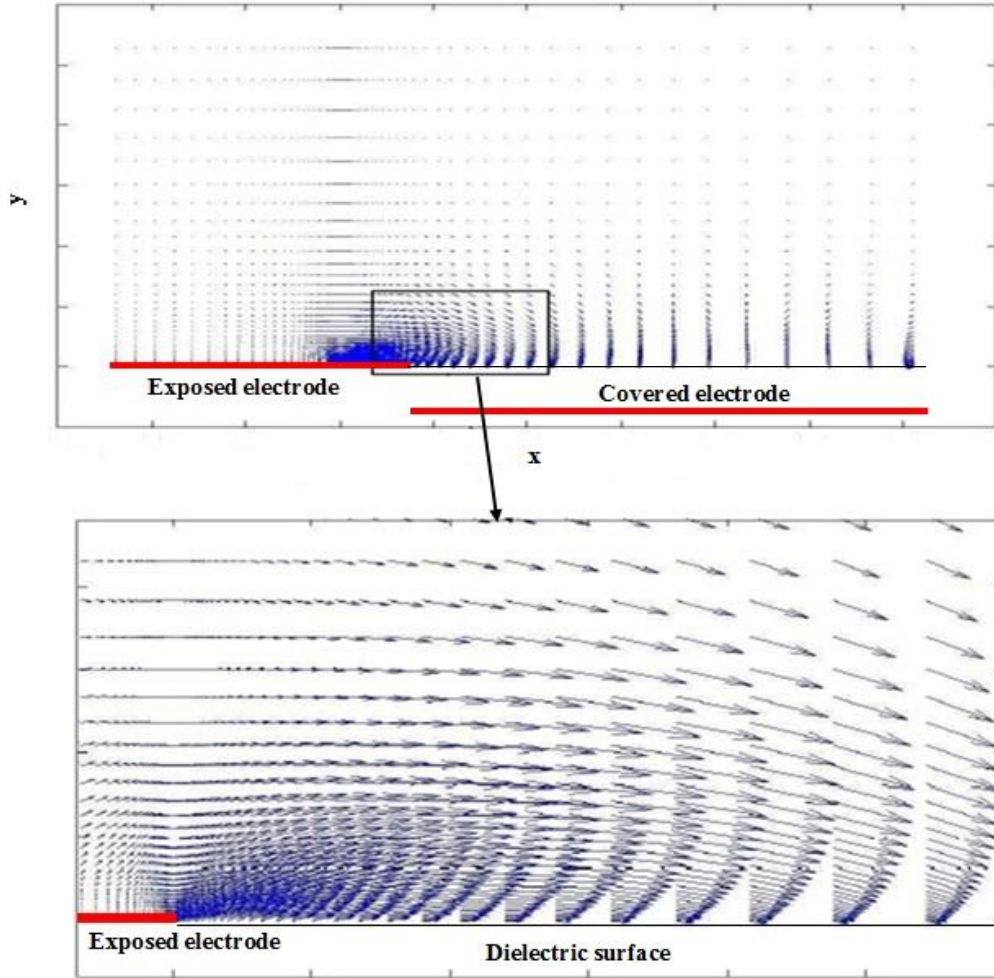 y
Exposed electrode
Covered electrode
x
Exposed electrode
Dielectric surface